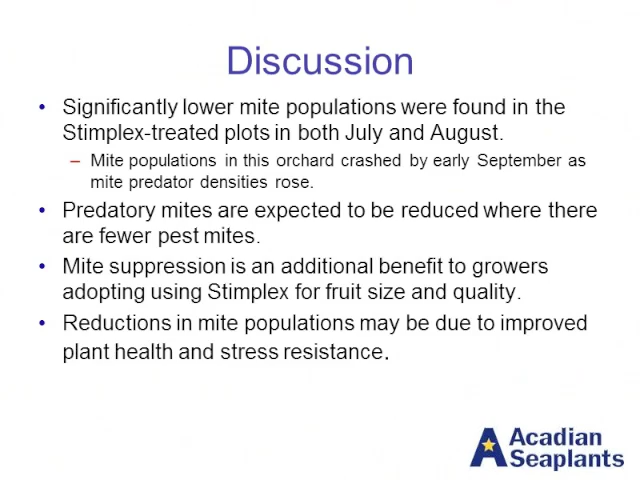 Discussion
• Significantly lower mite populations were found in the
Stimplex-treated plots in both July and August.
– Mite populations in this orchard crashed by early September as
mite predator densities rose.
• Predatory mites are expected to be reduced where there
are fewer pest mites.
• Mite suppression is an additional benefit to growers
adopting using Stimplex for fruit size and quality.
• Reductions in mite populations may be due to improved
plant health and stress resistance.
Acadian
Seaplants